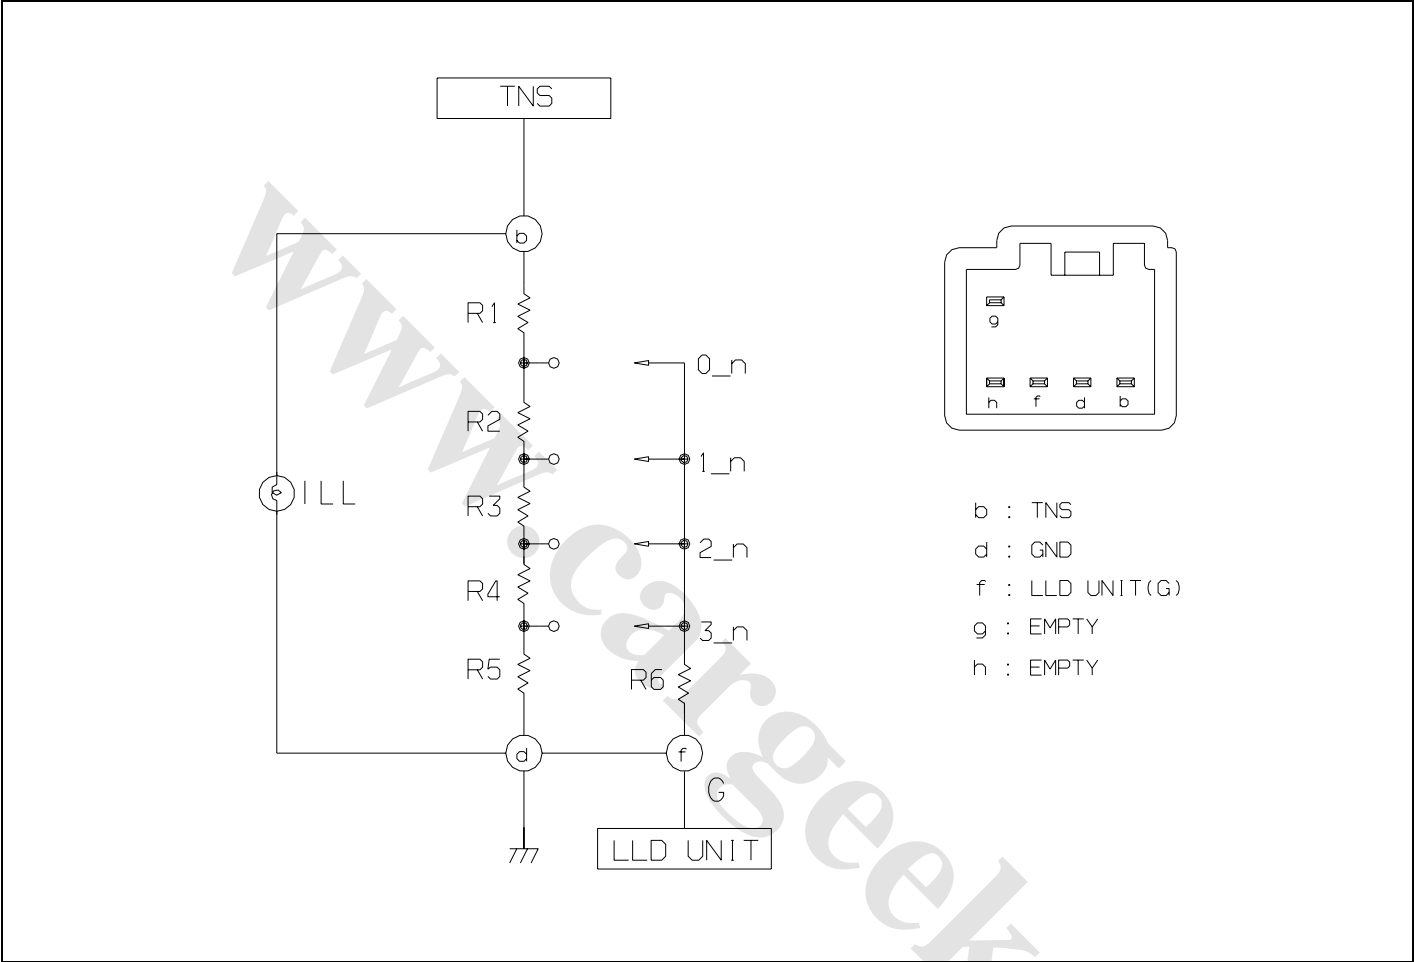 TNS
b
R1
0_n
R2
1_n
ILL
R3
2_n
R4
3_n
R5
R6
d
f
G
LLD UNIT
g
h f d b
b : TNS
d : GND
f : LLD UNIT(G)
g : EMPTY
h : EMPTY
www.cargeek